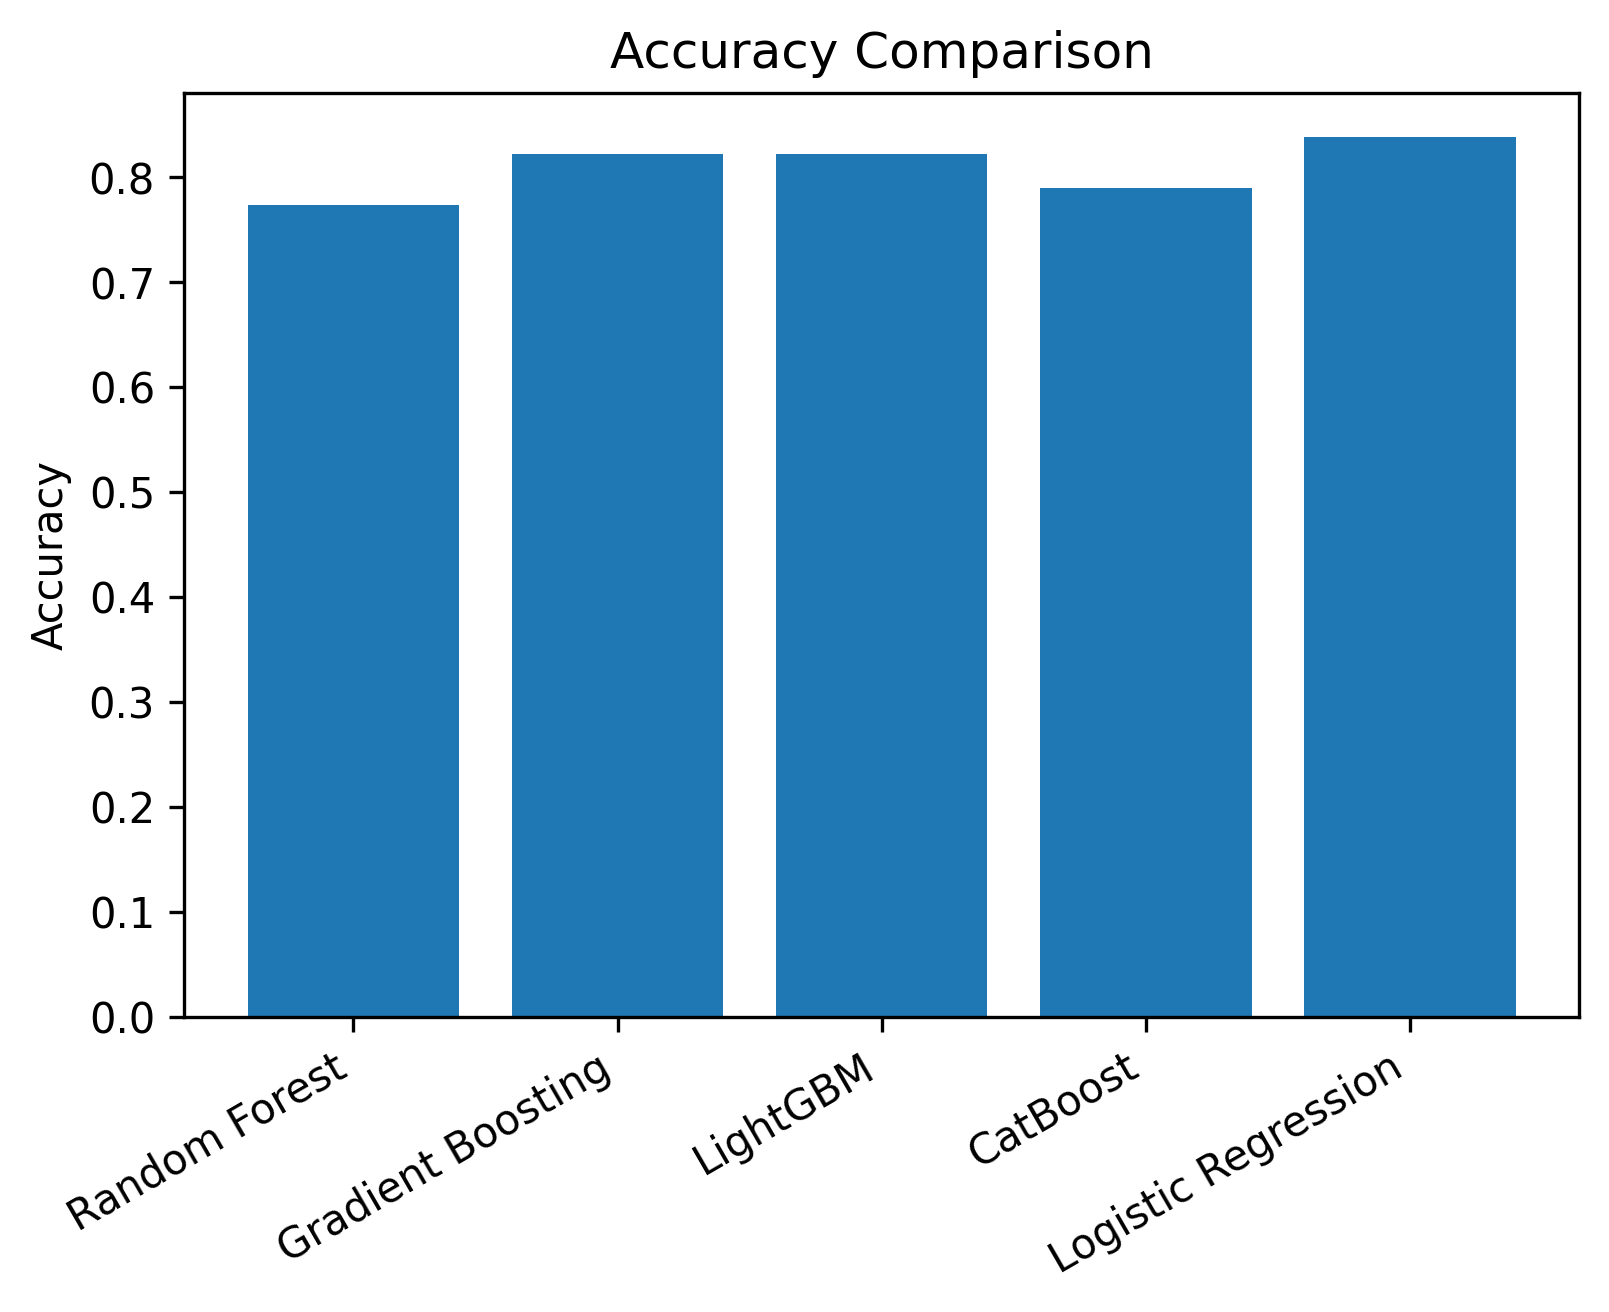 Accuracy Comparison
Accuracy
0.8
0.7
0.6
0.5
0.4
0.3
0.2
0.1
0.0
Random Forest
Gradient Boosting
LightGBM
CatBoost
Logistic Regression